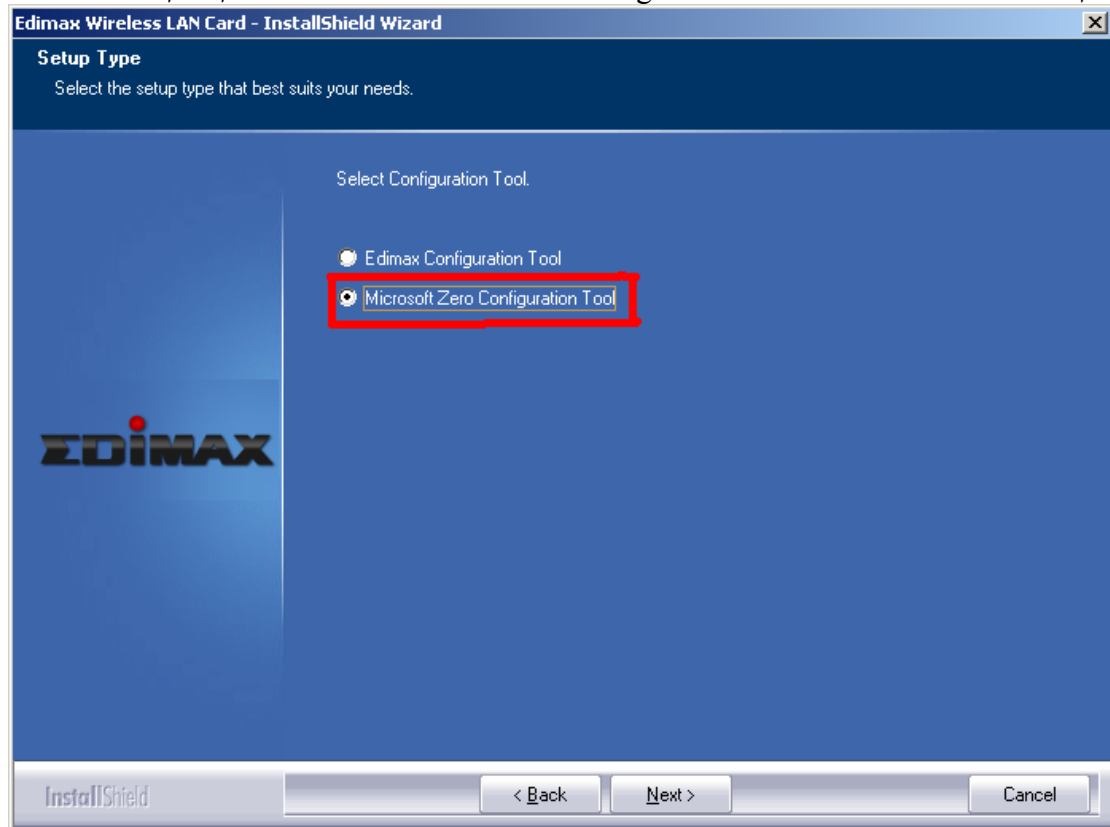 Edimax Wireless LAN Card - InstallShield Wizard
Setup Type
Select the setup type that best suits your needs.
Select Configuration Tool.
Edimax Configuration Tool
Microsoft Zero Configuration Tool
EDIMAX
InstallShield
< Back
Next >
Cancel